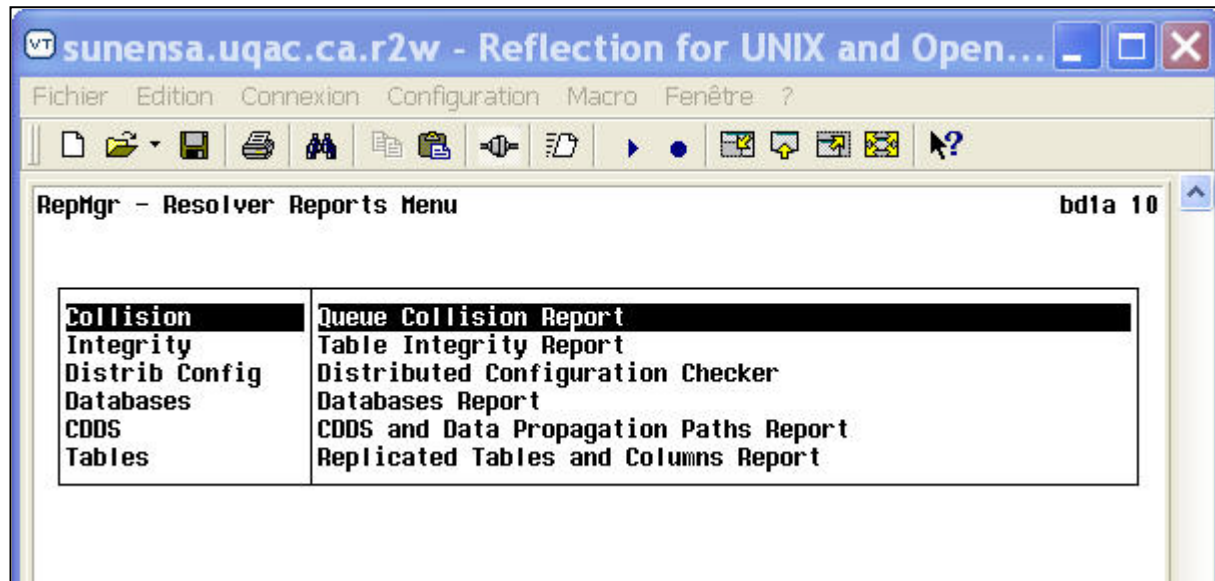 VT sunensa.uqac.ca.r2w - Reflection for UNIX and Open...
Fichier Edition Connexion Configuration Macro Fenêtre ?
RepMgr - Resolver Reports Menu bd1a 10
Collision Queue Collision Report
Integrity Table Integrity Report
Distrib Config Distributed Configuration Checker
Databases Databases Report
CDDS CDDS and Data Propagation Paths Report
Tables Replicated Tables and Columns Report